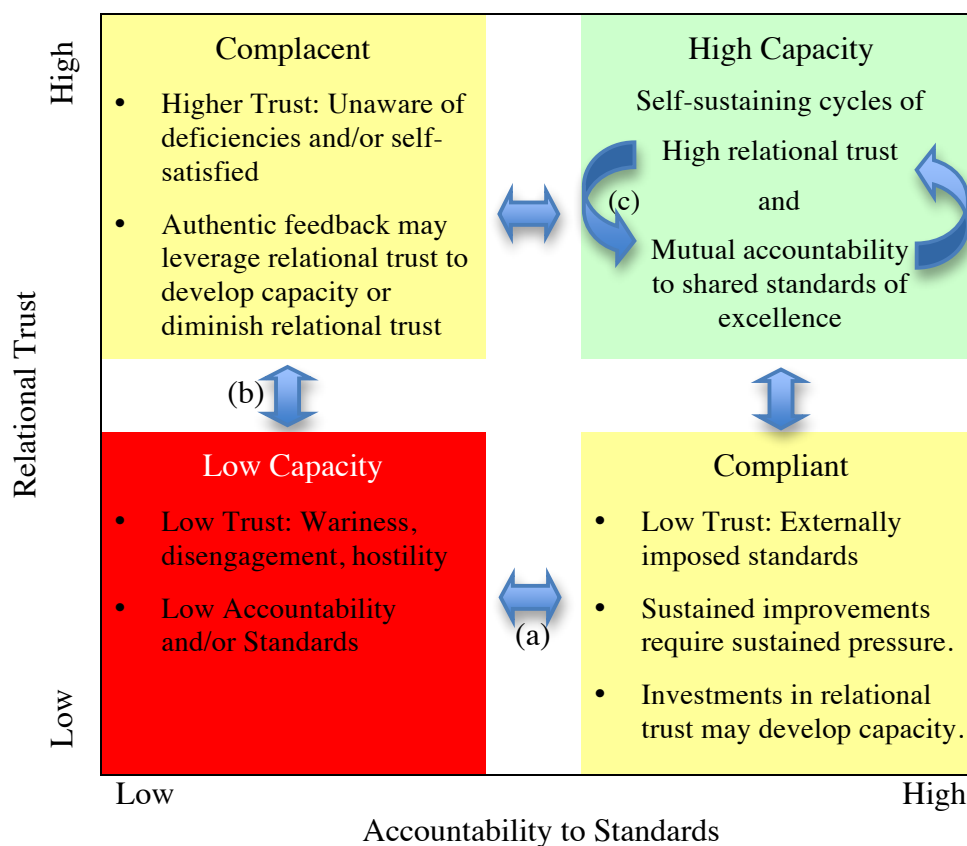 High
Relational Trust
Low
Complacent
• Higher Trust: Unaware of
deficiencies and/or self-
satisfied
• Authentic feedback may
leverage relational trust to
develop capacity or
diminish relational trust
High Capacity
Self-sustaining cycles of
High relational trust
(c)
and
Mutual accountability
to shared standards of
excellence
(b)
Low Capacity
• Low Trust: Wariness,
disengagement, hostility
• Low Accountability
and/or Standards
(a)
Compliant
• Low Trust: Externally
imposed standards
• Sustained improvements
require sustained pressure.
• Investments in relational
trust may develop capacity.
Low
High
Accountability to Standards